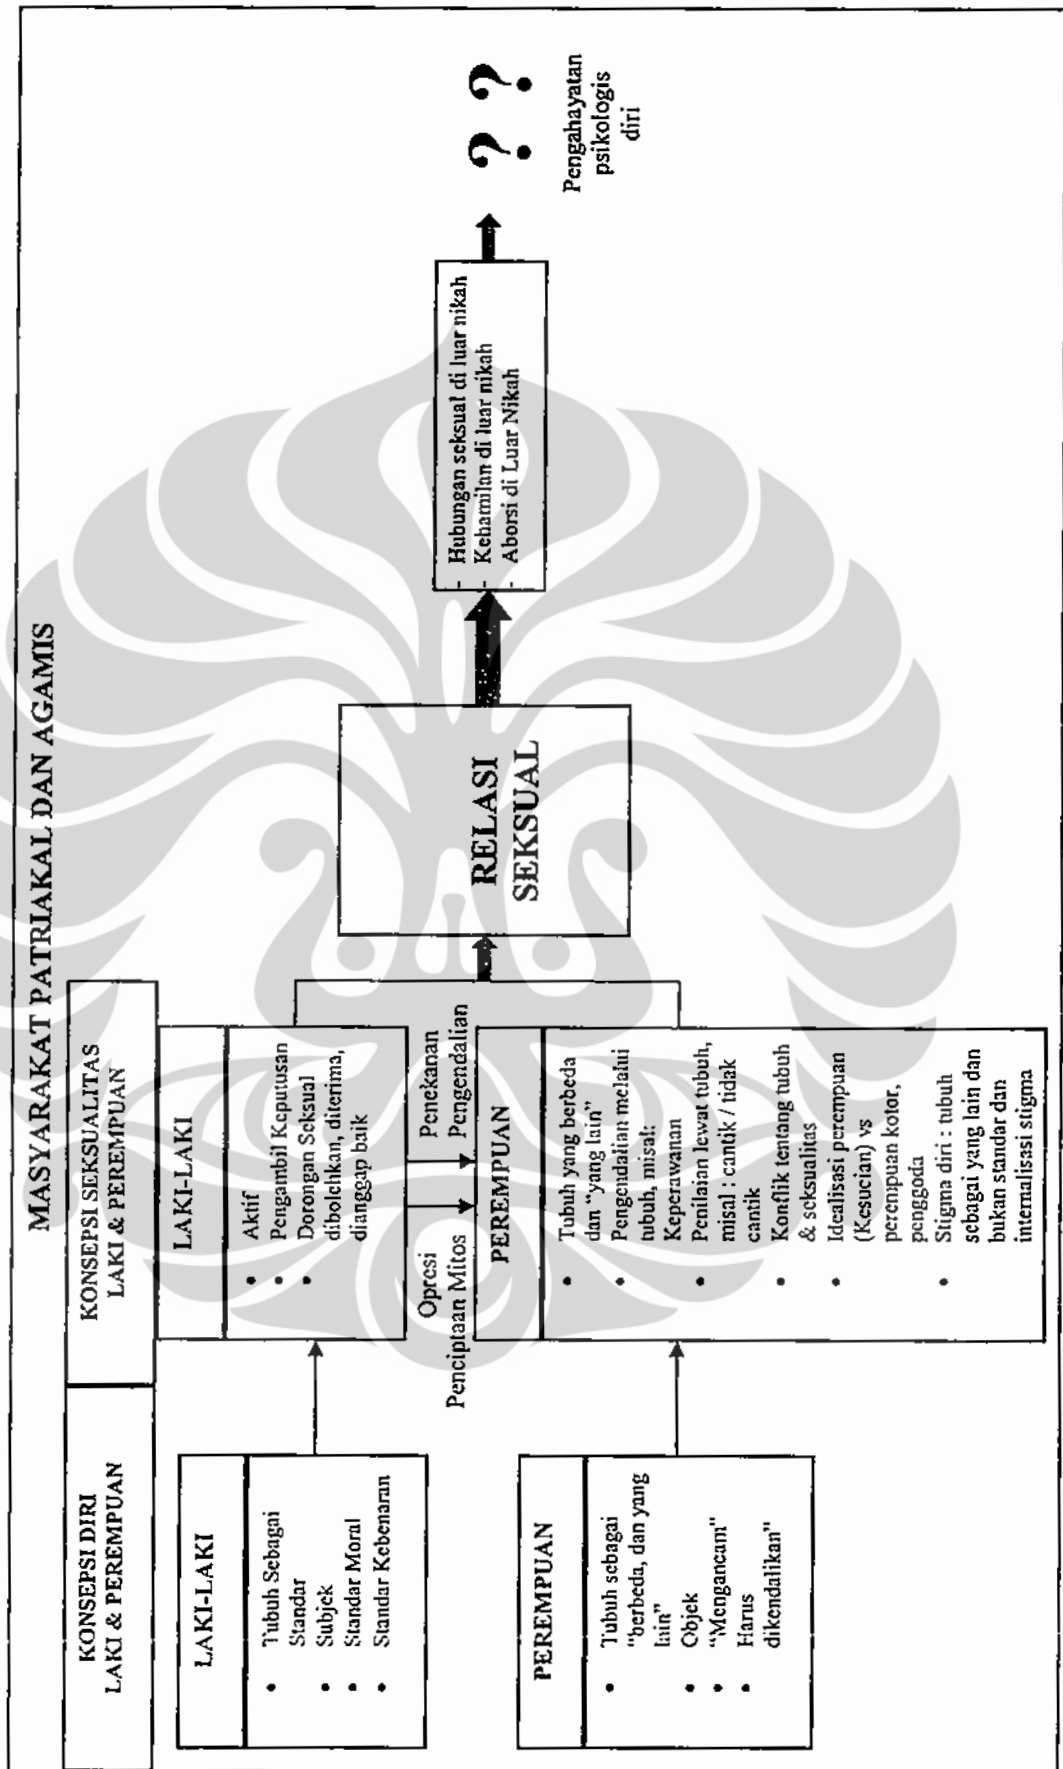 MASYARAKAT PATRIAKAL DAN AGAMIS
KONSEPSI DIRI
LAKI & PEREMPUAN
LAKI-LAKI
• Tubuh Sebagai
Standar
• Subjek
• Standar Moral
• Standar Kebenaran
PEREMPUAN
• Tubuh sebagai
"berbeda, dan yang
lain"
• Objek
• "Mengancam"
• Harus
dikendalikan"
KONSEPSI SEKSUALITAS
LAKI & PEREMPUAN
LAKI-LAKI
• Aktif
• Pengambil Keputusan
• Dorongan Seksual
dibolehkan, diterima,
dianggap baik
Opresi
Penciptaan Mitos
Penekanan
Pengendalian
PEREMPUAN
• Tubuh yang berbeda
dan "yang lain"
• Pengendalian melalui
tubuh, misal:
Keperawanan
• Penilaian lewat tubuh,
misal : cantik / tidak
cantik
• Konflik tentang tubuh
& seksualitas
• Idealisasi perempuan
(Kesucian) vs
perempuan kotor,
penggoda
• Stigma diri : tubuh
sebagai yang lain dan
bukan standar dan
internalisasi stigma
RELASI
SEKSUAL
- Hubungan seksual di luar nikah
- Kehamilan di luar nikah
- Aborsi di Luar Nikah
? ?
Pengahayatan
psikologis
diri